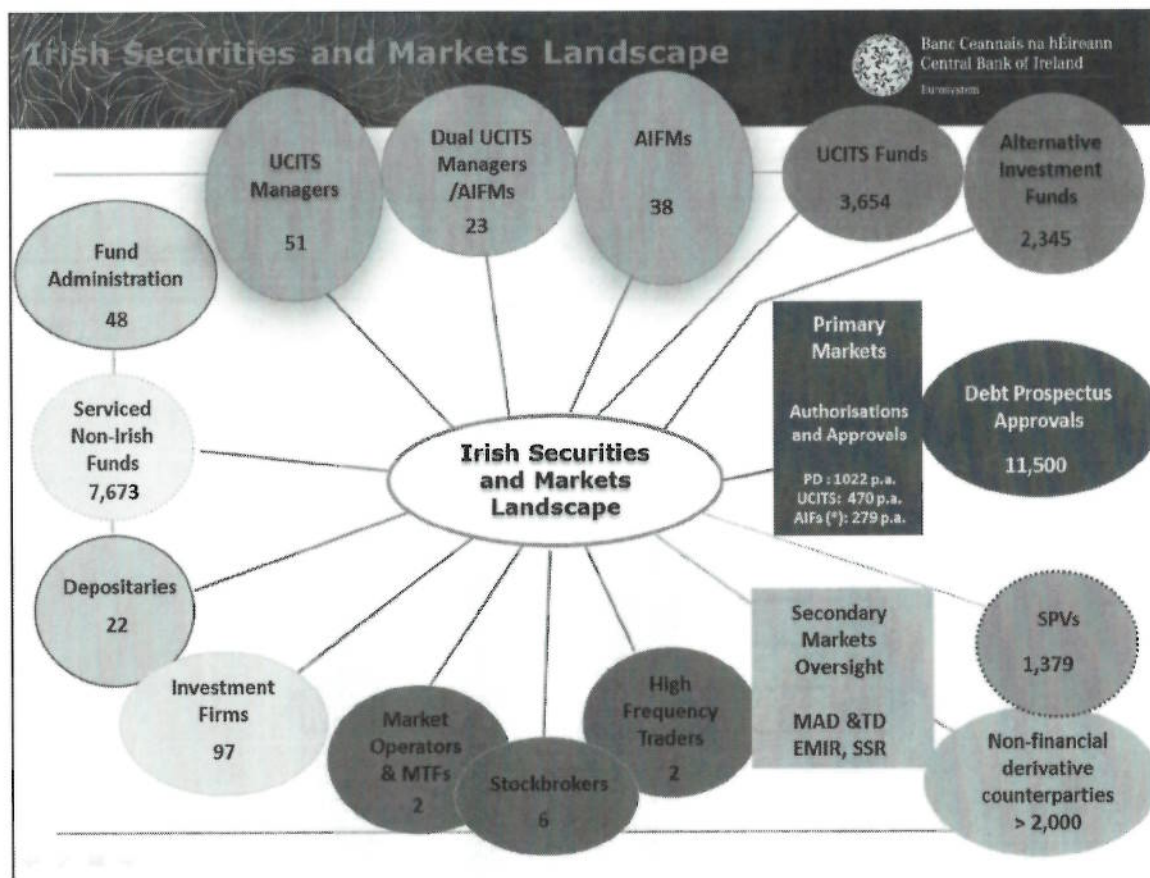 Irish Securities and Markets Landscape
Banc Ceannais na hÉireann
Central Bank of Ireland
Eurosystem
UCITS
Managers
51
Dual UCITS
Managers
/AIFMs
23
AIFMs
38
UCITS Funds
3,654
Alternative
Investment
Funds
2,345
Fund
Administration
48
Primary
Markets
Authorisations
and Approvals
PD : 1022 p.a.
UCITS: 470 p.a.
AIFs (*): 279 p.a.
Debt Prospectus
Approvals
11,500
Serviced
Non-Irish
Funds
7,673
Irish Securities
and Markets
Landscape
Depositaries
22
Secondary
Markets
Oversight
MAD &TD
EMIR, SSR
SPVs
1,379
Investment
Firms
97
Market
Operators
& MTFs
2
Stockbrokers
6
High
Frequency
Traders
2
Non-financial
derivative
counterparties
> 2,000